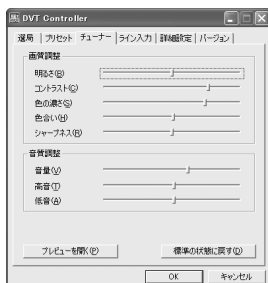 DVT Controller
選局 プリセット チューナー ライン入力 詳細設定 バージョン
画質調整
明るさ(B)
コントラスト(C)
色の濃さ(S)
色合い(H)
シャープネス(R)
音質調整
音量(V)
高音(T)
低音(A)
プレビューを開く(P) 標準の状態に戻す(D)
OK キャンセル